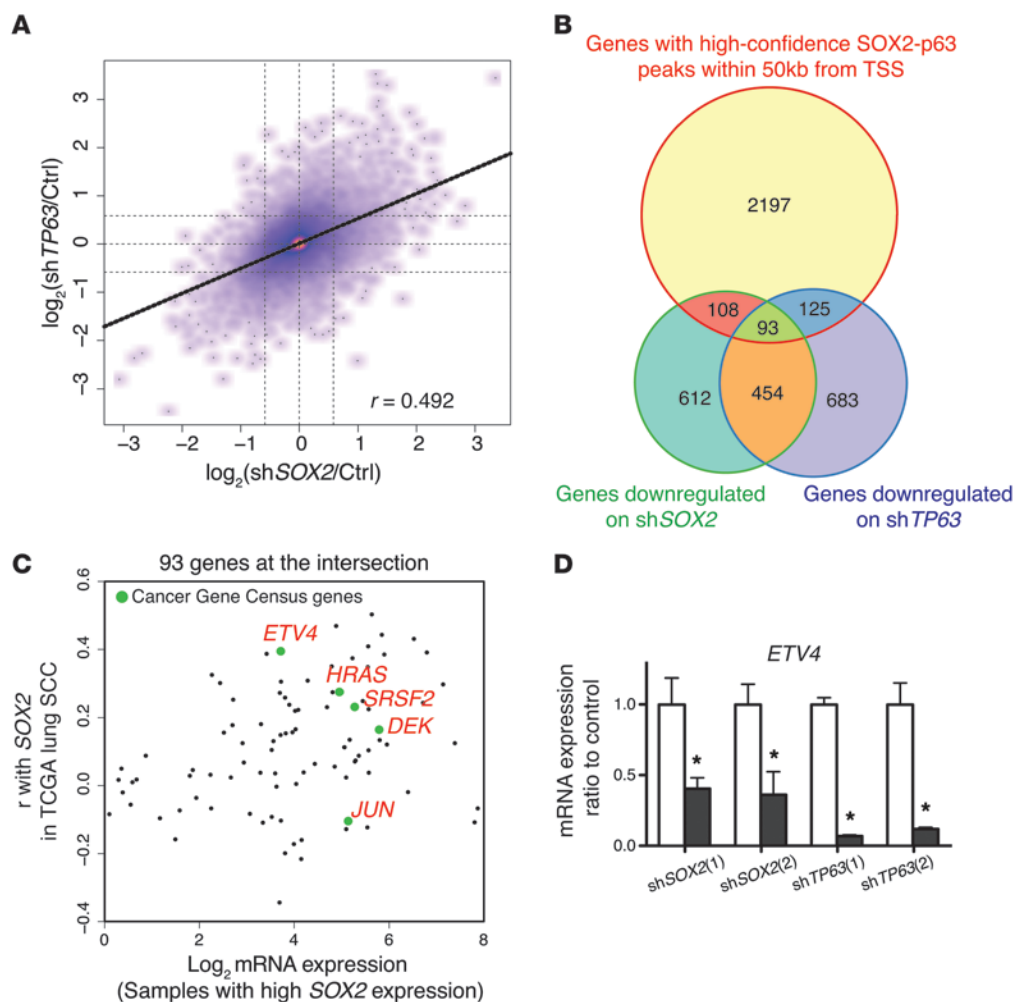 A
log2(shTP63/Ctrl)
3
2
1
0
−1
−2
−3
r = 0.492
−3 −2 −1 0 1 2 3
log2(shSOX2/Ctrl)
B
Genes with high-confidence SOX2-p63
peaks within 50kb from TSS
2197
108
125
93
612
454
683
Genes downregulated
on shSOX2
Genes downregulated
on shTP63
C
93 genes at the intersection
Cancer Gene Census genes
r with SOX2
in TCGA lung SCC
0.6
0.4
0.2
0.0
−0.2
−0.4
ETV4
HRAS
SRSF2
DEK
JUN
0 2 4 6 8
Log2 mRNA expression
(Samples with high SOX2 expression)
D
ETV4
mRNA expression
ratio to control
1.0
0.5
0.0
* * * *
shSOX2(1) shSOX2(2) shTP63(1) shTP63(2)